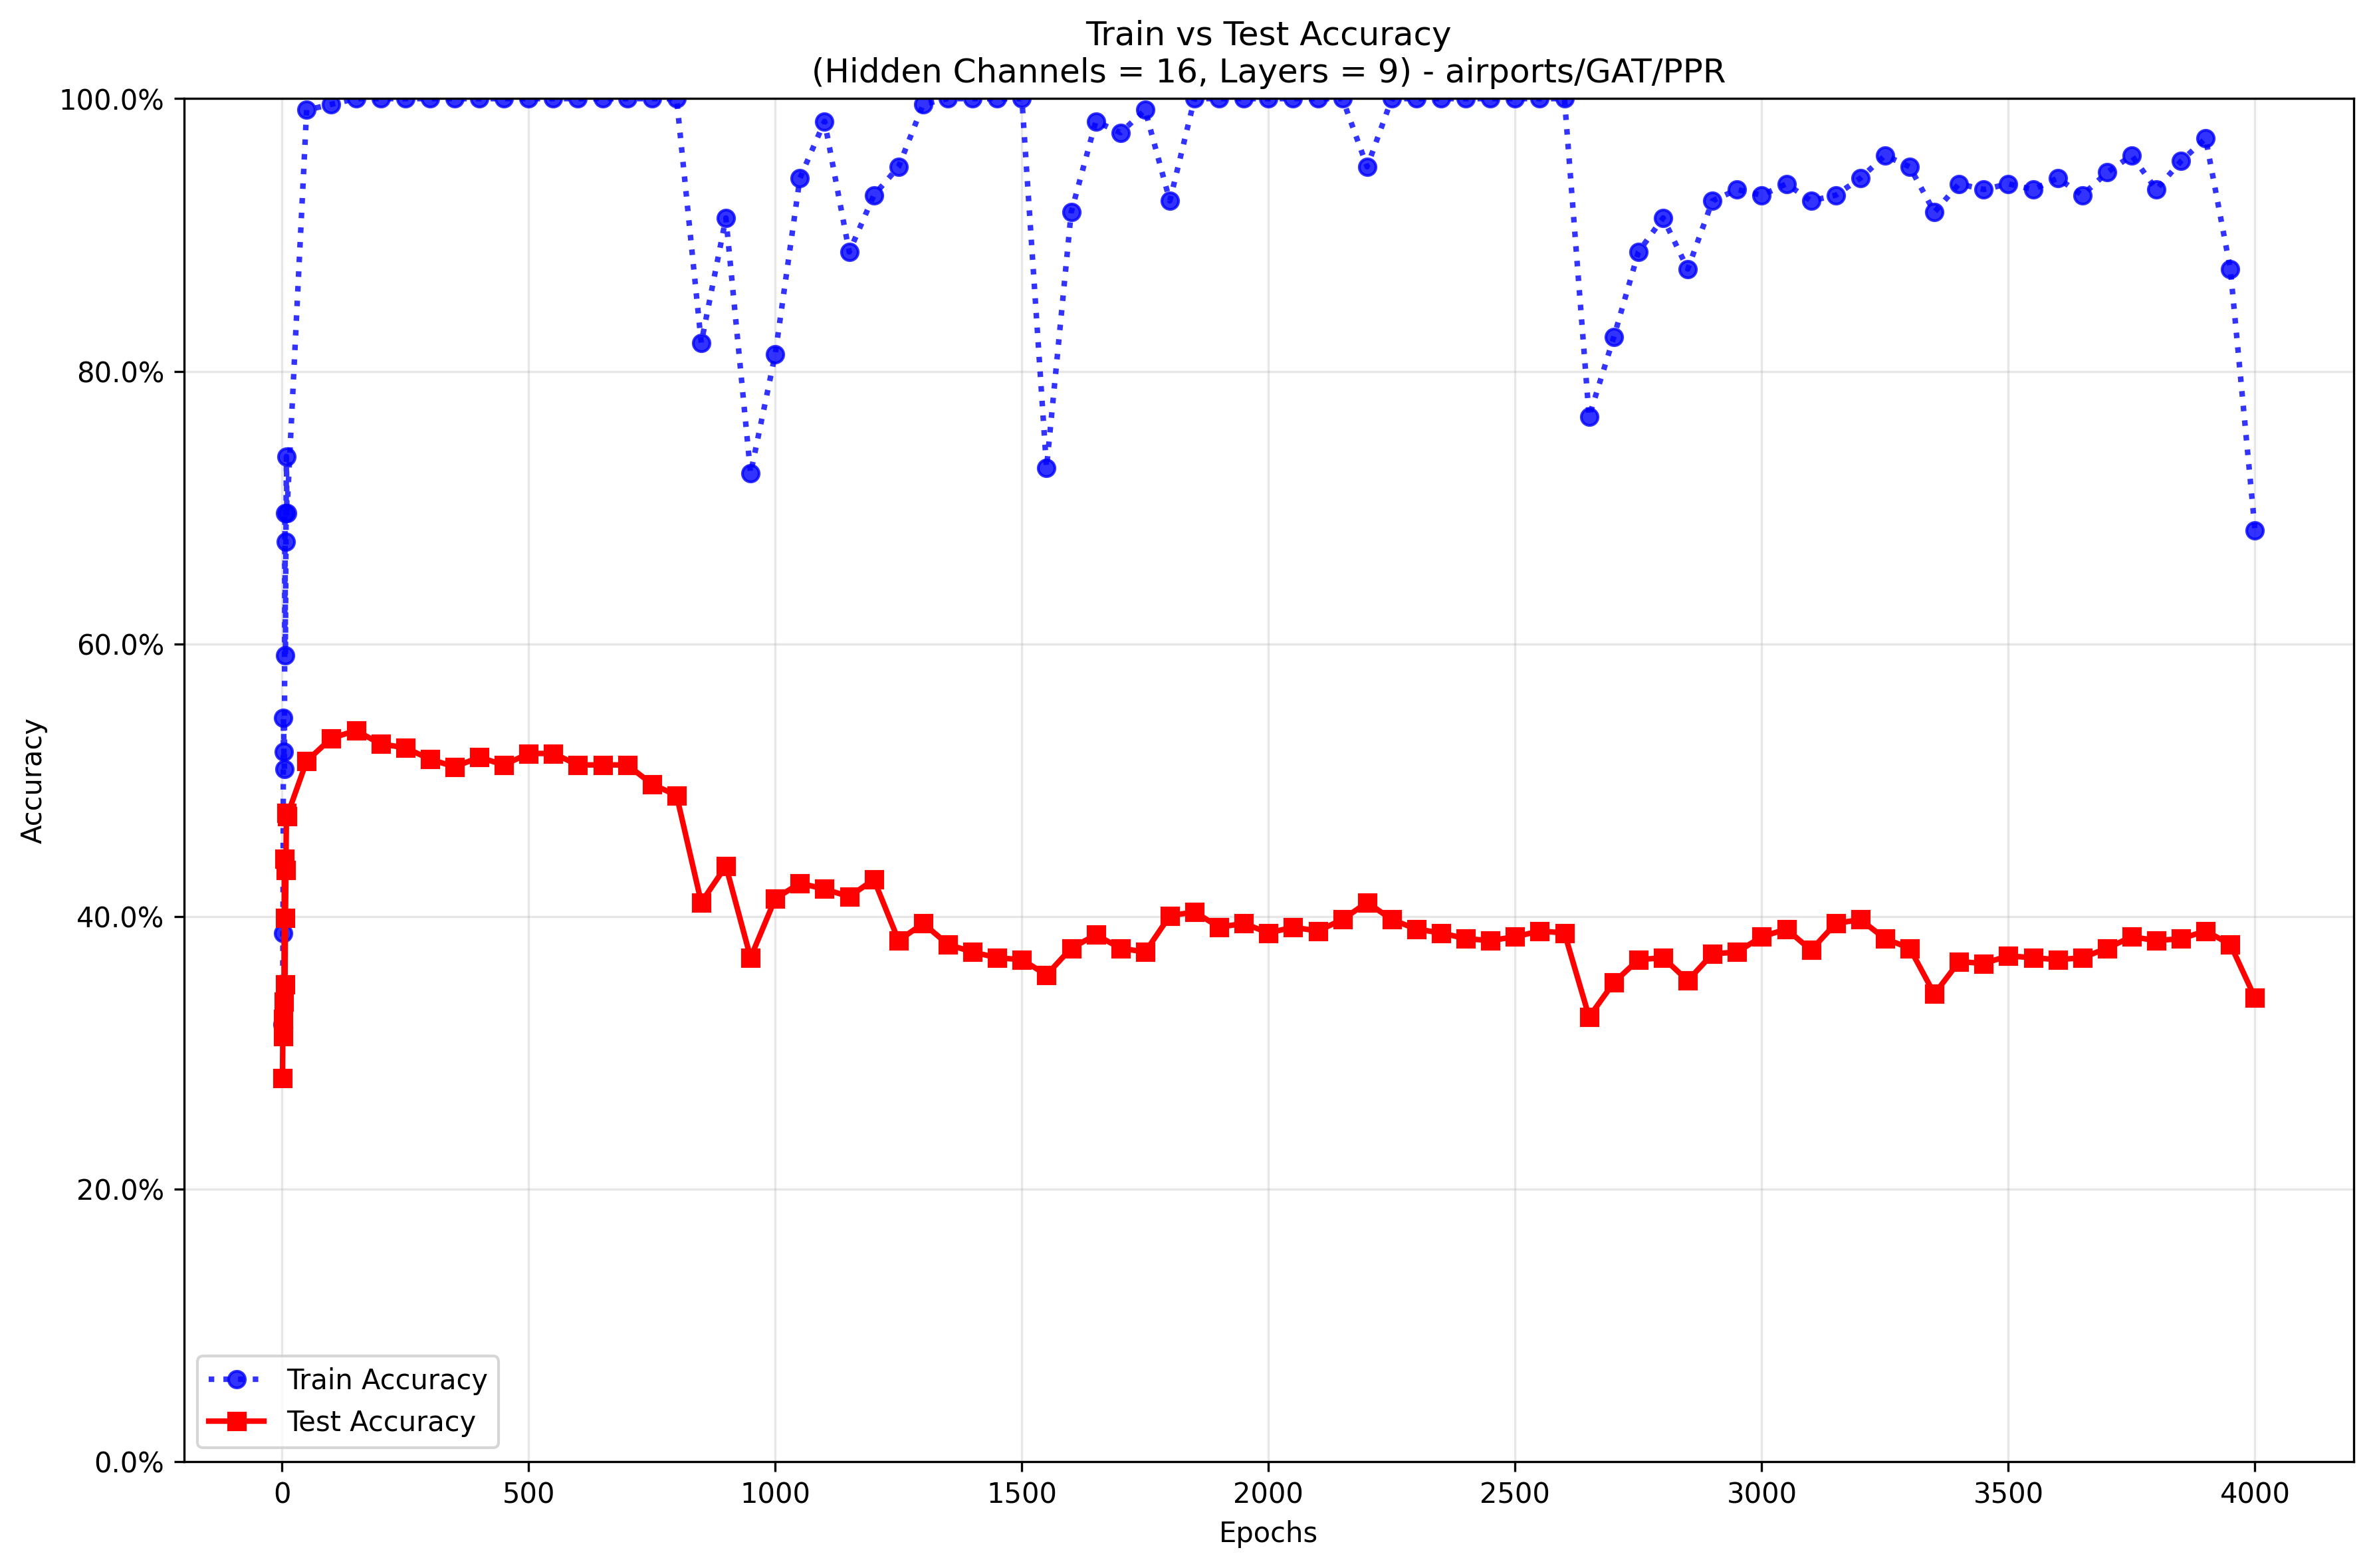 Train vs Test Accuracy
(Hidden Channels = 16, Layers = 9) - airports/GAT/PPR
100.0%
80.0%
60.0%
40.0%
20.0%
0.0%
Accuracy
Train Accuracy
Test Accuracy
0 500 1000 1500 2000 2500 3000 3500 4000
Epochs